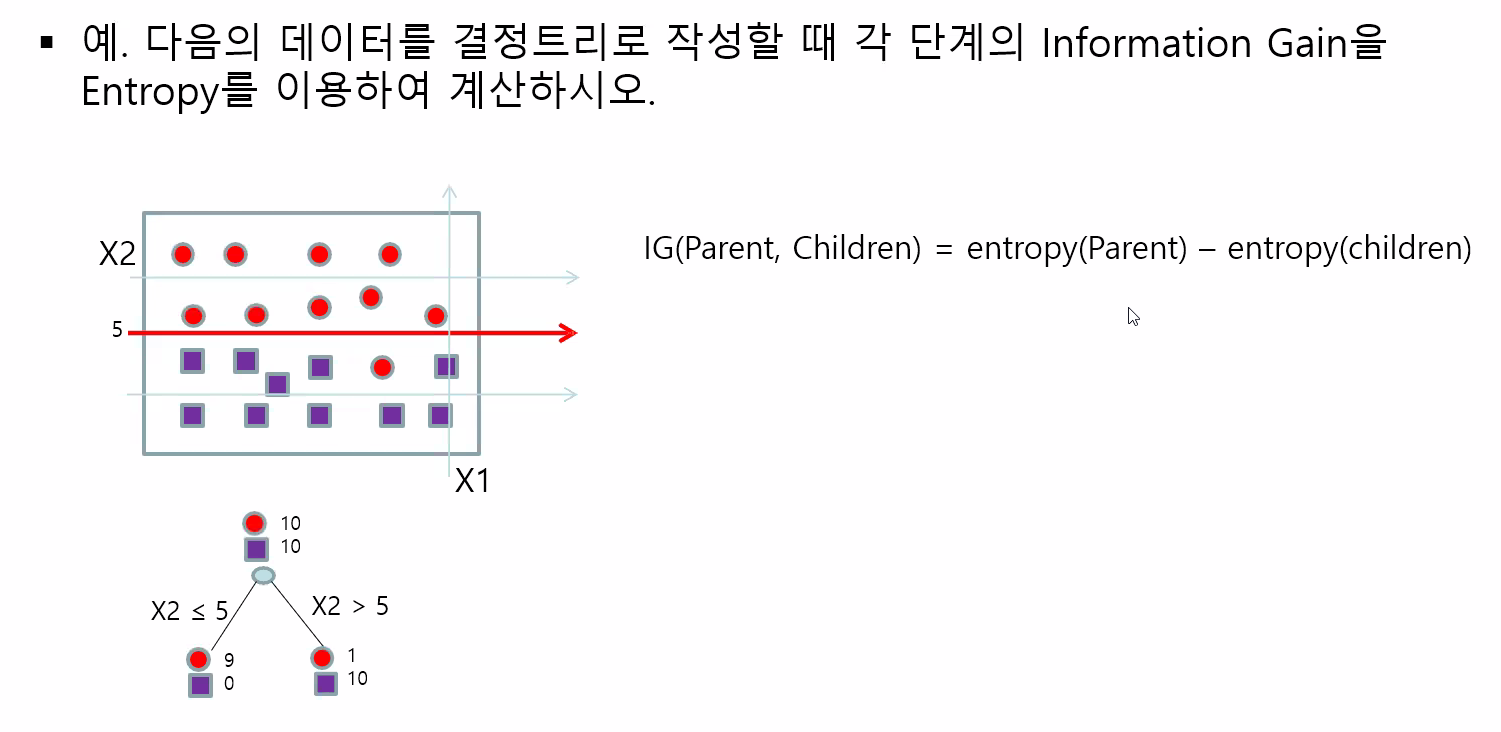 ▪ 예. 다음의 데이터를 결정트리로 작성할 때 각 단계의 Information Gain을
Entropy를 이용하여 계산하시오.
X2
IG(Parent, Children) = entropy(Parent) – entropy(children)
5
X1
10
10
X2 ≤ 5
X2 > 5
9
0
1
10